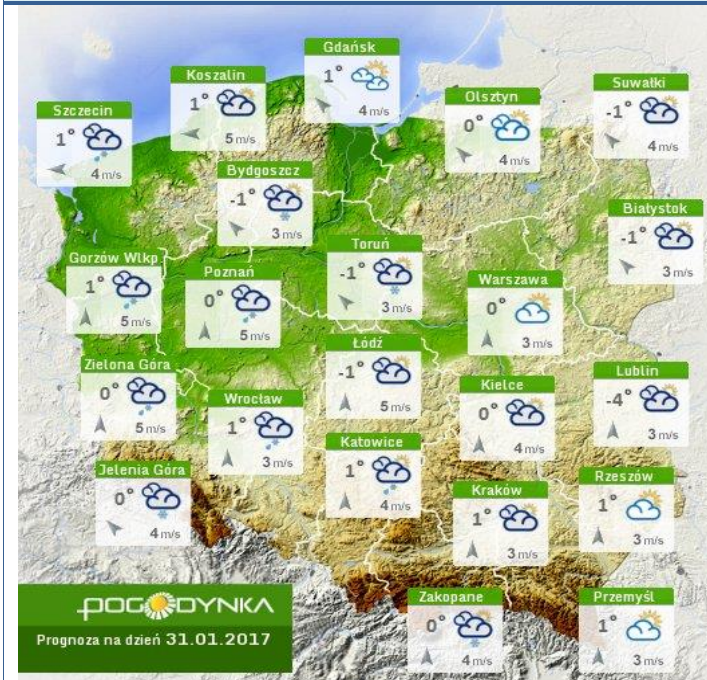 Gdańsk
1°
4 m/s
Koszalin
1°
5 m/s
Szczecin
1°
4 m/s
Olsztyn
0°
4 m/s
Suwałki
-1°
4 m/s
Bydgoszcz
-1°
3 m/s
Białystok
-1°
3 m/s
Toruń
-1°
3 m/s
Gorzów Wlkp
1°
5 m/s
Poznań
0°
5 m/s
Warszawa
0°
3 m/s
Łódź
-1°
5 m/s
Zielona Góra
0°
5 m/s
Wrocław
1°
3 m/s
Kielce
0°
4 m/s
Lublin
-4°
3 m/s
Katowice
1°
4 m/s
Jelenia Góra
0°
4 m/s
Kraków
1°
3 m/s
Rzeszów
1°
3 m/s
Zakopane
0°
4 m/s
Przemyśl
1°
3 m/s
POGODYNKA
Prognoza na dzień 31.01.2017